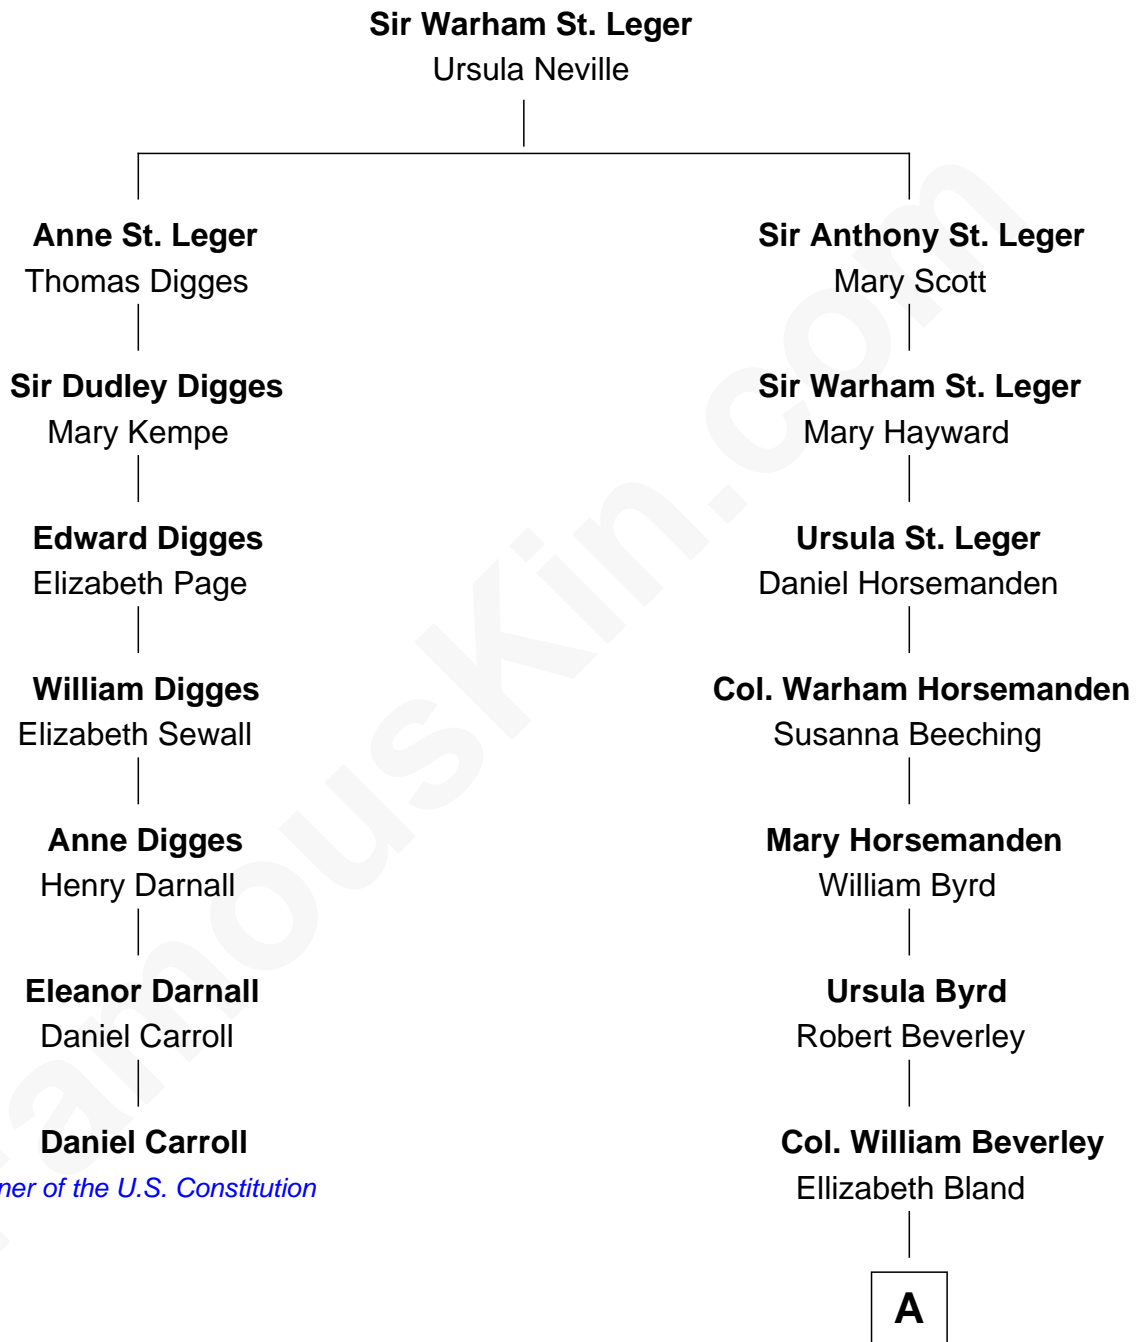 Sir Warham St. Leger
Ursula Neville
Anne St. Leger
Thomas Digges
Sir Dudley Digges
Mary Kempe
Edward Digges
Elizabeth Page
William Digges
Elizabeth Sewall
Anne Digges
Henry Darnall
Eleanor Darnall
Daniel Carroll
Daniel Carroll
of the U.S. Constitution
Sir Anthony St. Leger
Mary Scott
Sir Warham St. Leger
Mary Hayward
Ursula St. Leger
Daniel Horsemanden
Col. Warham Horsemanden
Susanna Beeching
Mary Horsemanden
William Byrd
Ursula Byrd
Robert Beverley
Col. William Beverley
Ellizabeth Bland
A
FamousKin.com